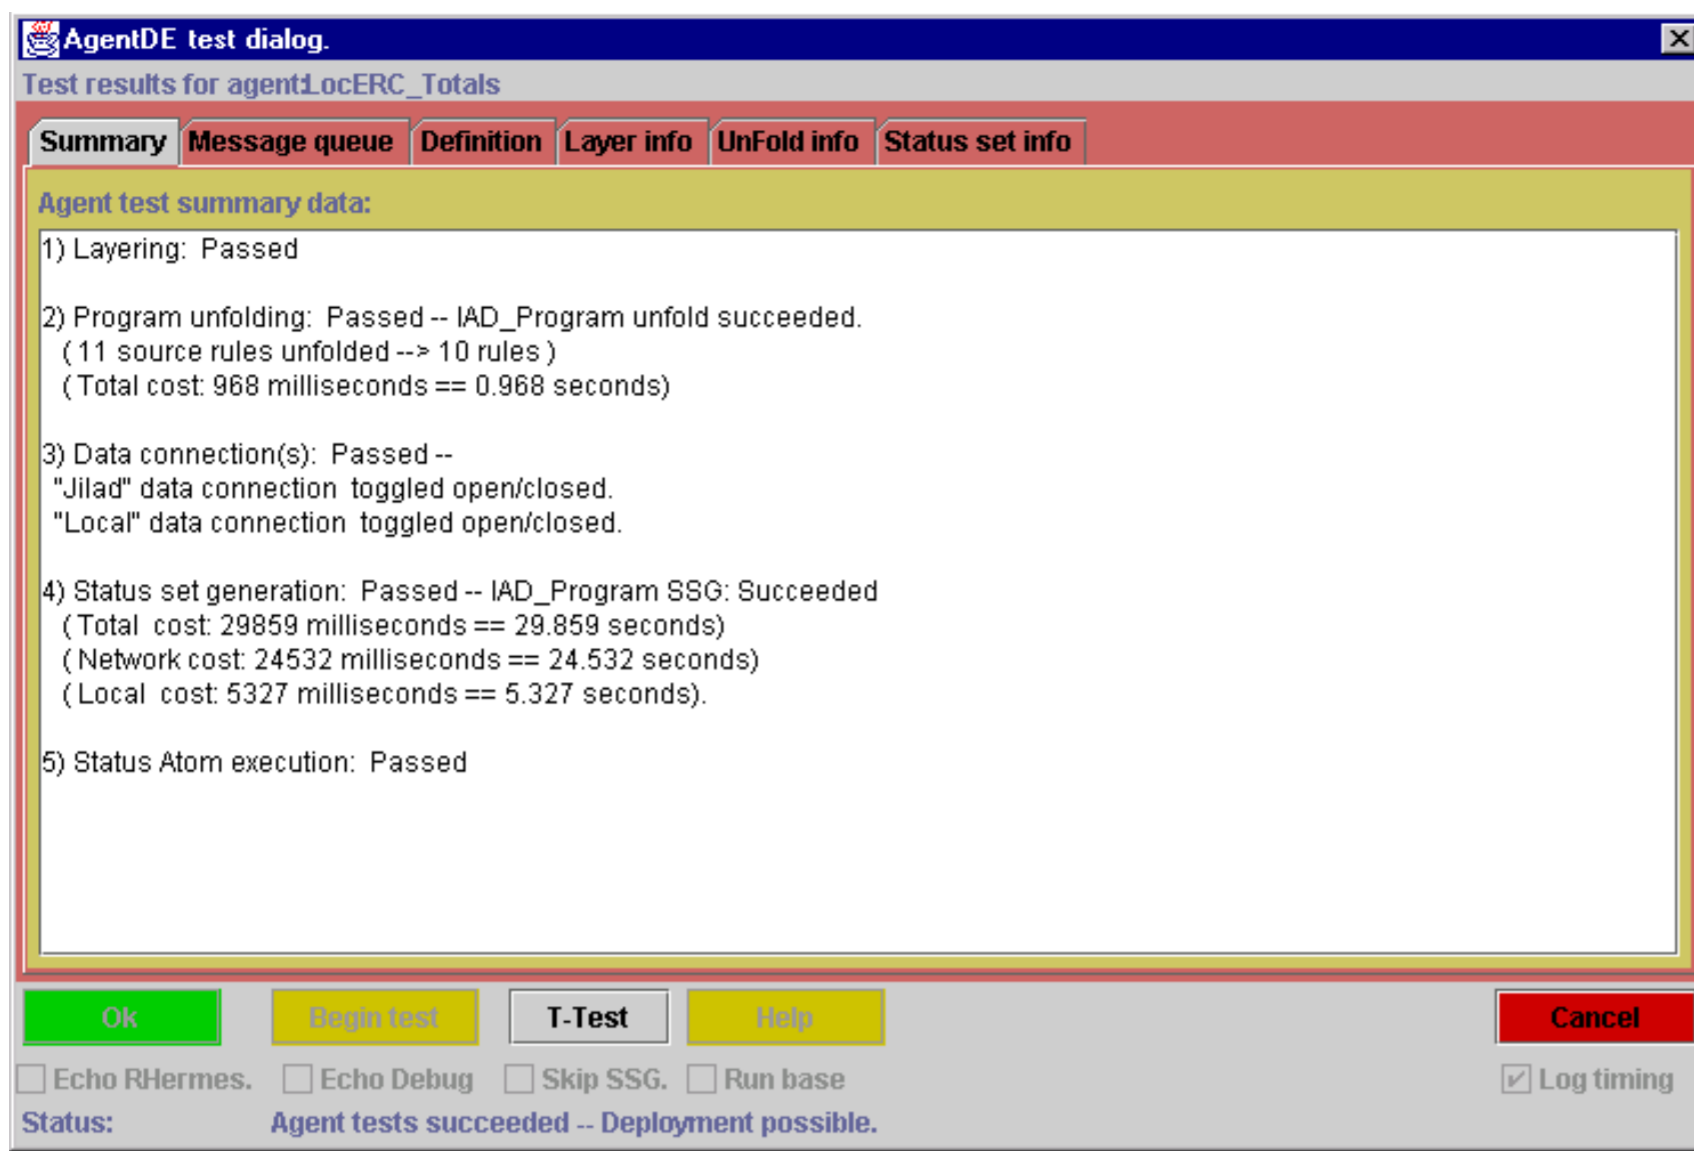 AgentDE test dialog.
Test results for agent:LocERC_Totals
Summary Message queue Definition Layer info UnFold info Status set info
Agent test summary data:
1) Layering: Passed
2) Program unfolding: Passed -- IAD_Program unfold succeeded.
( 11 source rules unfolded --> 10 rules )
( Total cost: 968 milliseconds == 0.968 seconds)
3) Data connection(s): Passed --
"Jilad" data connection toggled open/closed.
"Local" data connection toggled open/closed.
4) Status set generation: Passed -- IAD_Program SSG: Succeeded
( Total cost: 29859 milliseconds == 29.859 seconds)
( Network cost: 24532 milliseconds == 24.532 seconds)
( Local cost: 5327 milliseconds == 5.327 seconds).
5) Status Atom execution: Passed
Ok Begin test T-Test Help Cancel
Echo RHermes. Echo Debug Skip SSG. Run base Log timing
Status: Agent tests succeeded -- Deployment possible.